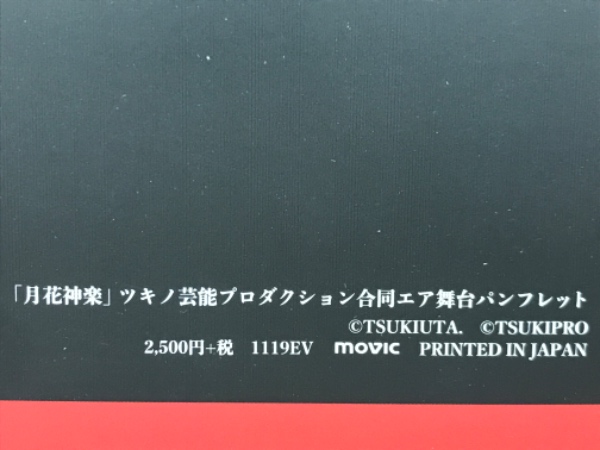 「月花神楽」ツキノ芸能プロダクション合同エア舞台パンフレット
©TSUKIUTA. ©TSUKIPRO
2,500円+税 1119EV movic PRINTED IN JAPAN